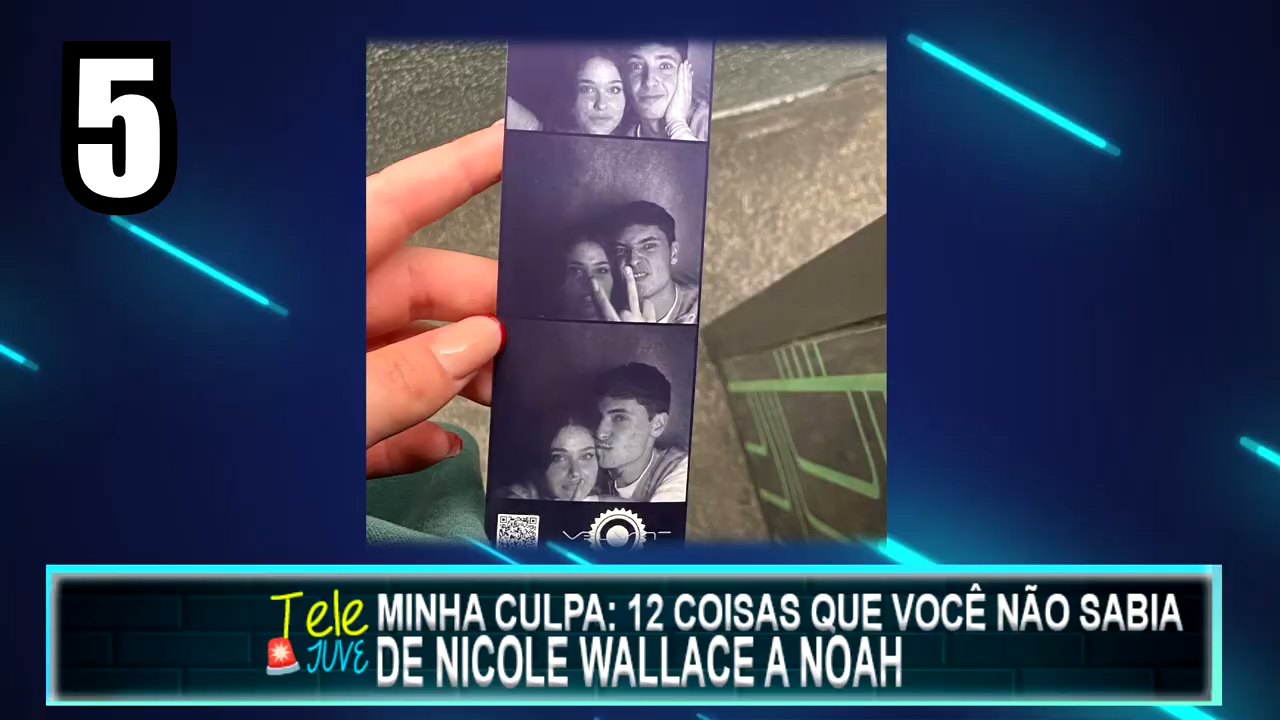 5
Tele
JUVE
MINHA CULPA: 12 COISAS QUE VOCÊ NÃO SABIA
DE NICOLE WALLACE A NOAH